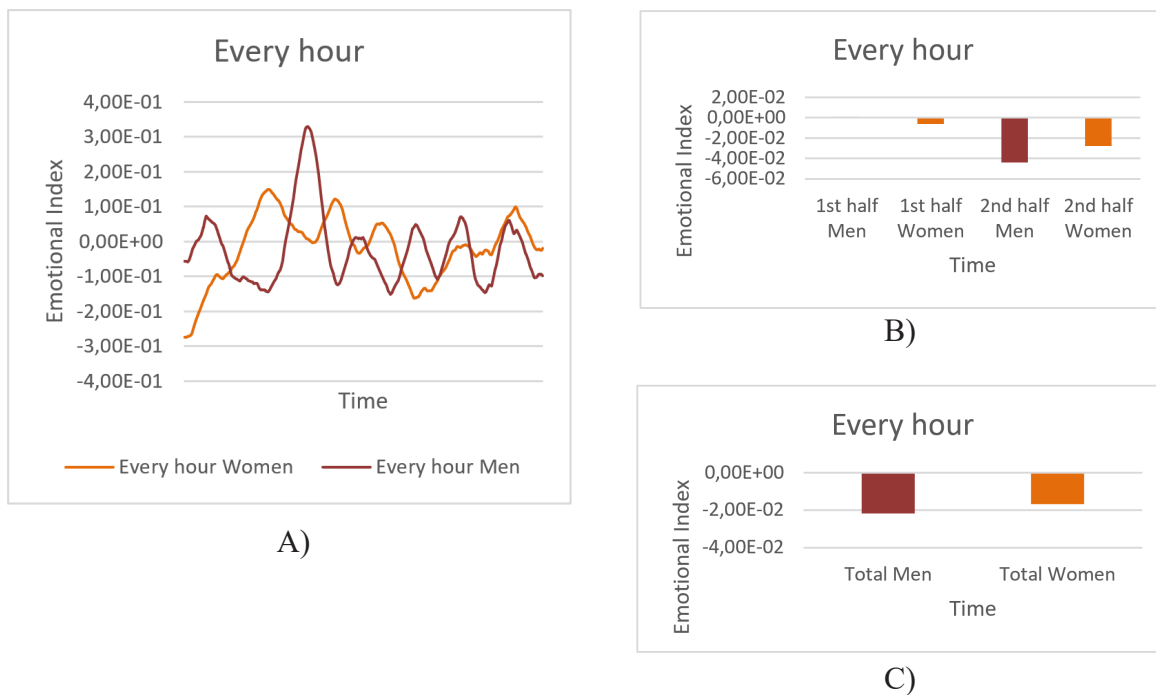 Every hour
Emotional Index
4,00E-01
3,00E-01
2,00E-01
1,00E-01
0,00E+00
-1,00E-01
-2,00E-01
-3,00E-01
-4,00E-01
Time
Every hour Women
Every hour Men
A)
Every hour
Emotional Index
2,00E-02
0,00E+00
-2,00E-02
-4,00E-02
-6,00E-02
1st half 1st half 2nd half 2nd half
Men Women Men Women
Time
B)
Every hour
Emotional Index
0,00E+00
-2,00E-02
-4,00E-02
Total Men Total Women
Time
C)